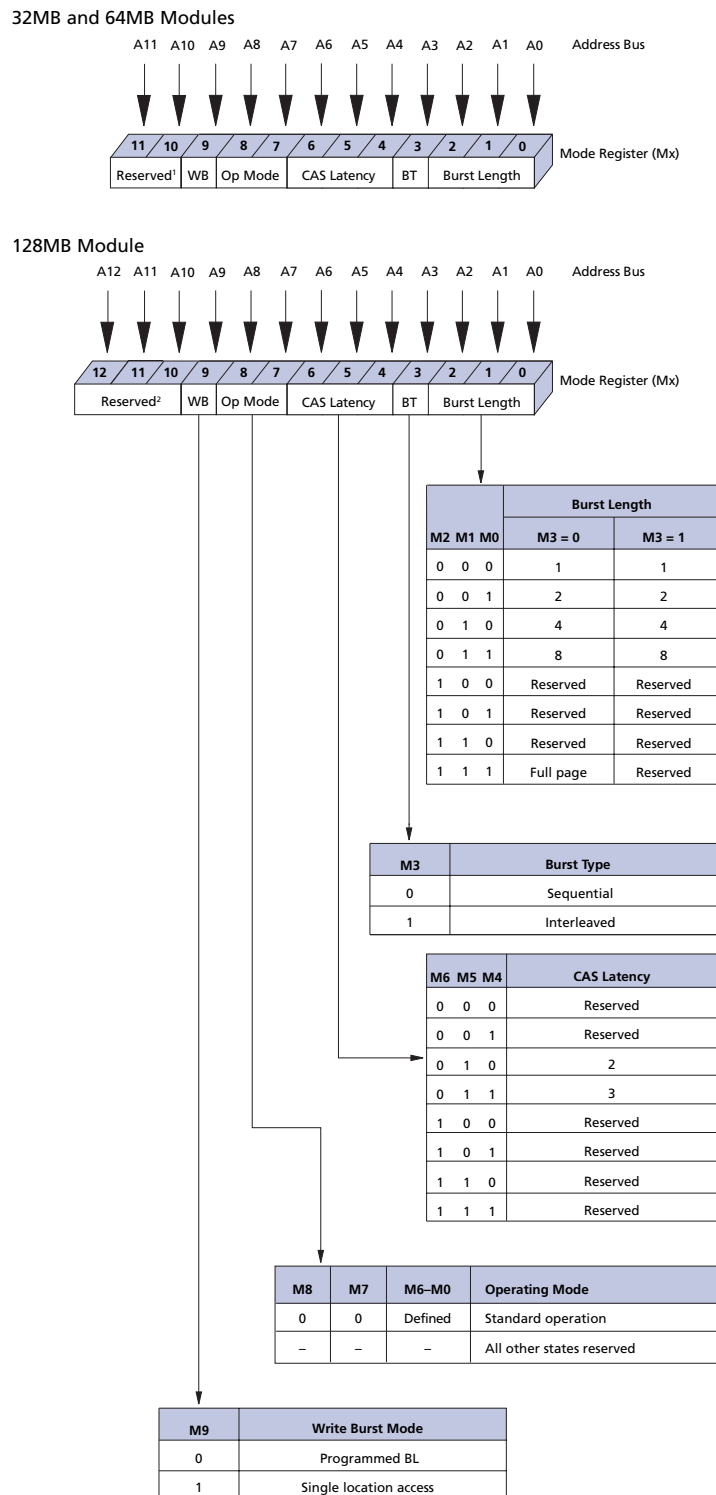 32MB and 64MB Modules
A11 A10 A9 A8 A7 A6 A5 A4 A3 A2 A1 A0 Address Bus
11 10 9 8 7 6 5 4 3 2 1 0
Mode Register (Mx)
Reserved¹ WB Op Mode CAS Latency BT Burst Length
128MB Module
A12 A11 A10 A9 A8 A7 A6 A5 A4 A3 A2 A1 A0 Address Bus
12 11 10 9 8 7 6 5 4 3 2 1 0
Mode Register (Mx)
Reserved² WB Op Mode CAS Latency BT Burst Length
Burst Length
M2 M1 M0 M3 = 0 M3 = 1
0 0 0 1 1
0 0 1 2 2
0 1 0 4 4
0 1 1 8 8
1 0 0 Reserved Reserved
1 0 1 Reserved Reserved
1 1 0 Reserved Reserved
1 1 1 Full page Reserved
M3 Burst Type
0 Sequential
1 Interleaved
M6 M5 M4 CAS Latency
0 0 0 Reserved
0 0 1 Reserved
0 1 0 2
0 1 1 3
1 0 0 Reserved
1 0 1 Reserved
1 1 0 Reserved
1 1 1 Reserved
M8 M7 M6–M0 Operating Mode
0 0 Defined Standard operation
– – – All other states reserved
M9 Write Burst Mode
0 Programmed BL
1 Single location access